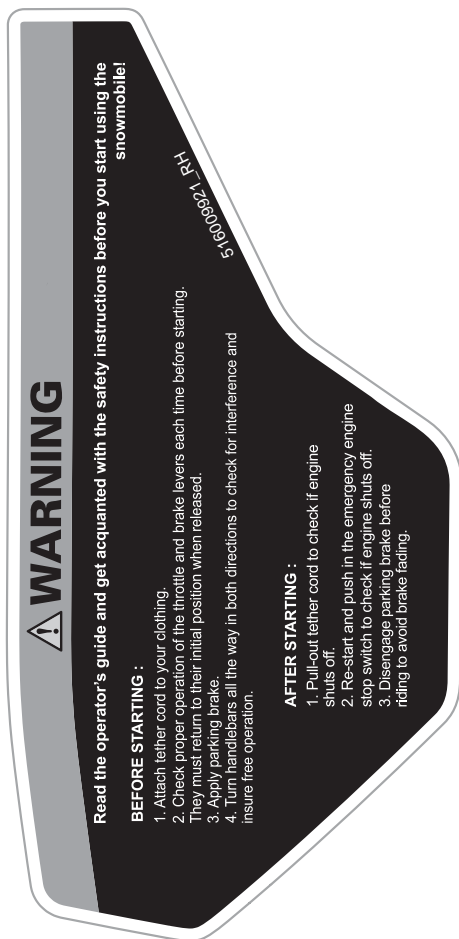 WARNING
Read the operator's guide and get acquanted with the safety instructions before you start using the
snowmobile!
BEFORE STARTING :
1. Attach tether cord to your clothing.
2. Check proper operation of the throttle and brake levers each time before starting.
They must return to their initial position when released.
3. Apply parking brake.
4. Turn handlebars all the way in both directions to check for interference and
insure free operation.
516009921_RH
AFTER STARTING :
1. Pull-out tether cord to check if engine
shuts off.
2. Re-start and push in the emergency engine
stop switch to check if engine shuts off.
3. Disengage parking brake before
riding to avoid brake fading.